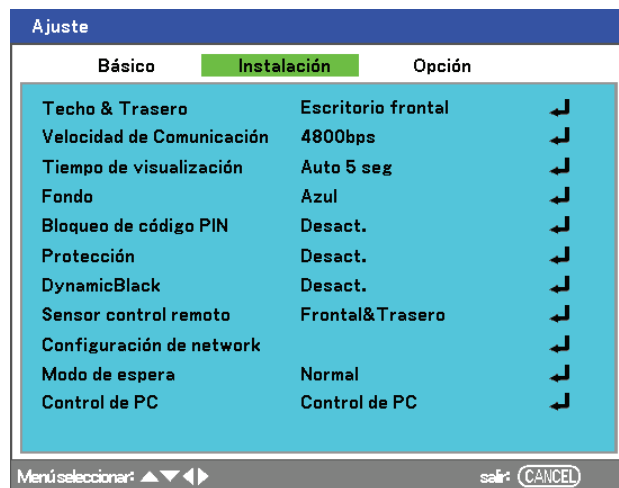 Ajuste
Básico Instalación Opción
Techo & Trasero Escritorio frontal
Velocidad de Comunicación 4800bps
Tiempo de visualización Auto 5 seg
Fondo Azul
Bloqueo de código PIN Desact.
Protección Desact.
DynamicBlack Desact.
Sensor control remoto Frontal&Trasero
Configuración de network
Modo de espera Normal
Control de PC Control de PC
Menú seleccionar: ▲▼◀▶ salir: CANCEL